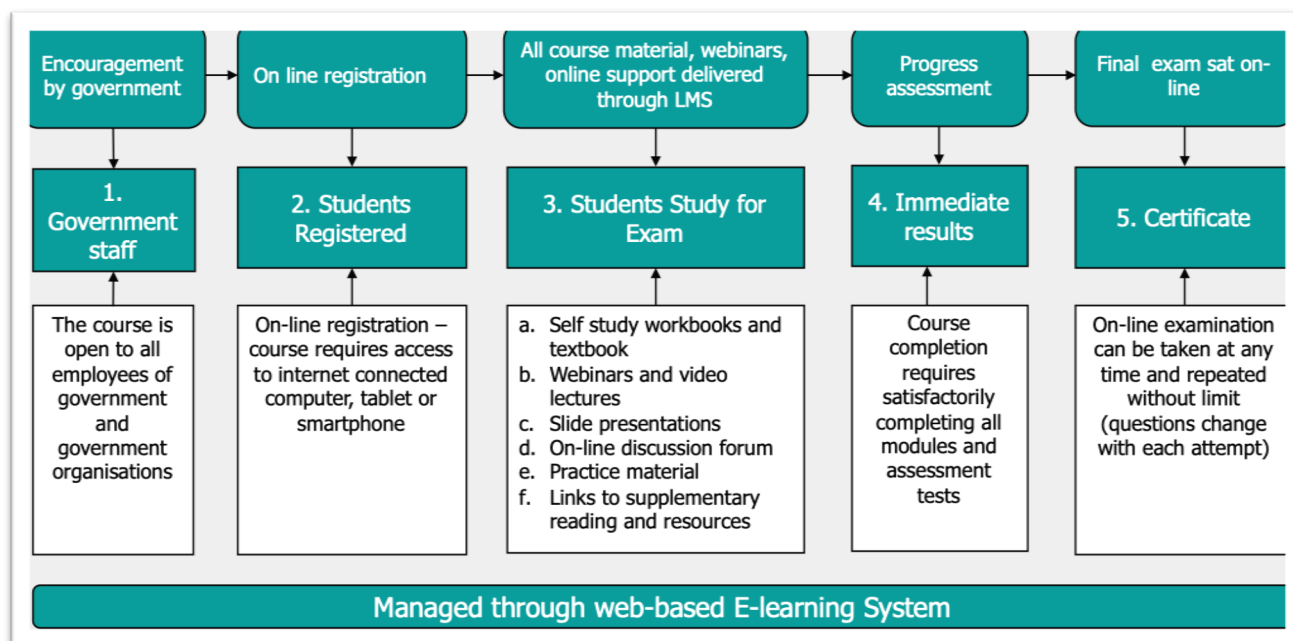 Encouragement
by government
On line registration
All course material, webinars,
online support delivered
through LMS
Progress
assessment
Final exam sat on-
line
1.
Government
staff
2. Students
Registered
3. Students Study for
Exam
4. Immediate
results
5. Certificate
The course is
open to all
employees of
government
and
government
organisations
On-line registration –
course requires access
to internet connected
computer, tablet or
smartphone
a. Self study workbooks and
textbook
b. Webinars and video
lectures
c. Slide presentations
d. On-line discussion forum
e. Practice material
f. Links to supplementary
reading and resources
Course
completion
requires
satisfactorily
completing all
modules and
assessment
tests
On-line examination
can be taken at any
time and repeated
without limit
(questions change
with each attempt)
Managed through web-based E-learning System